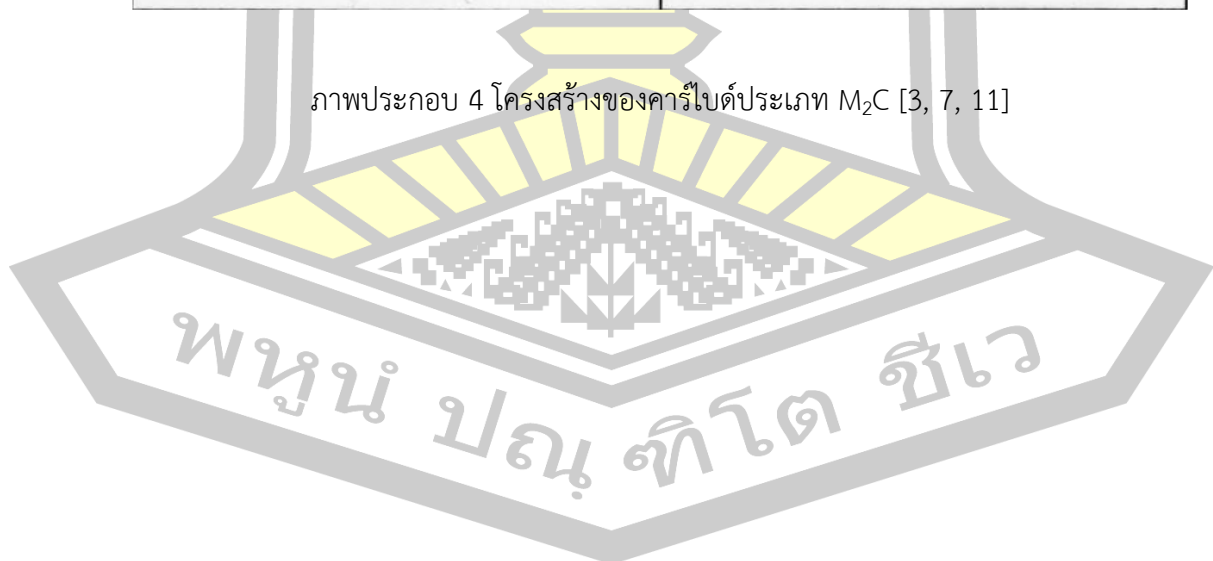 ภาพประกอบ 4 โครงสร้างของคาร์ไบด์ประเภท M₂C [3, 7, 11]
พหูนํ ปณฺฑิโต ชีเว